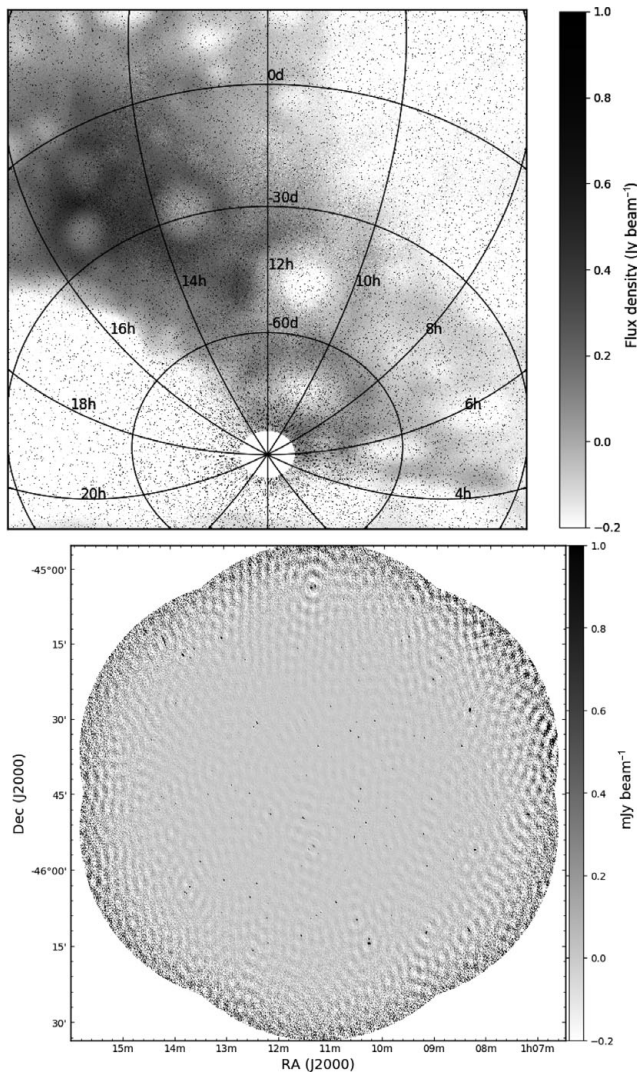 1.0
0d
0.8
-30d
0.6
12h
14h 10h
0.4
-60d
16h 8h
0.2
18h 6h
0.0
20h 4h
−0.2
Flux density (Jy beam⁻¹)
1.0
-45°00'
15'
0.8
30'
0.6
45'
0.4
-46°00'
0.2
15'
0.0
30'
−0.2
15m 14m 13m 12m 11m 10m 09m 08m 1h07m
RA (J2000)
Dec (J2000)
mJy beam⁻¹